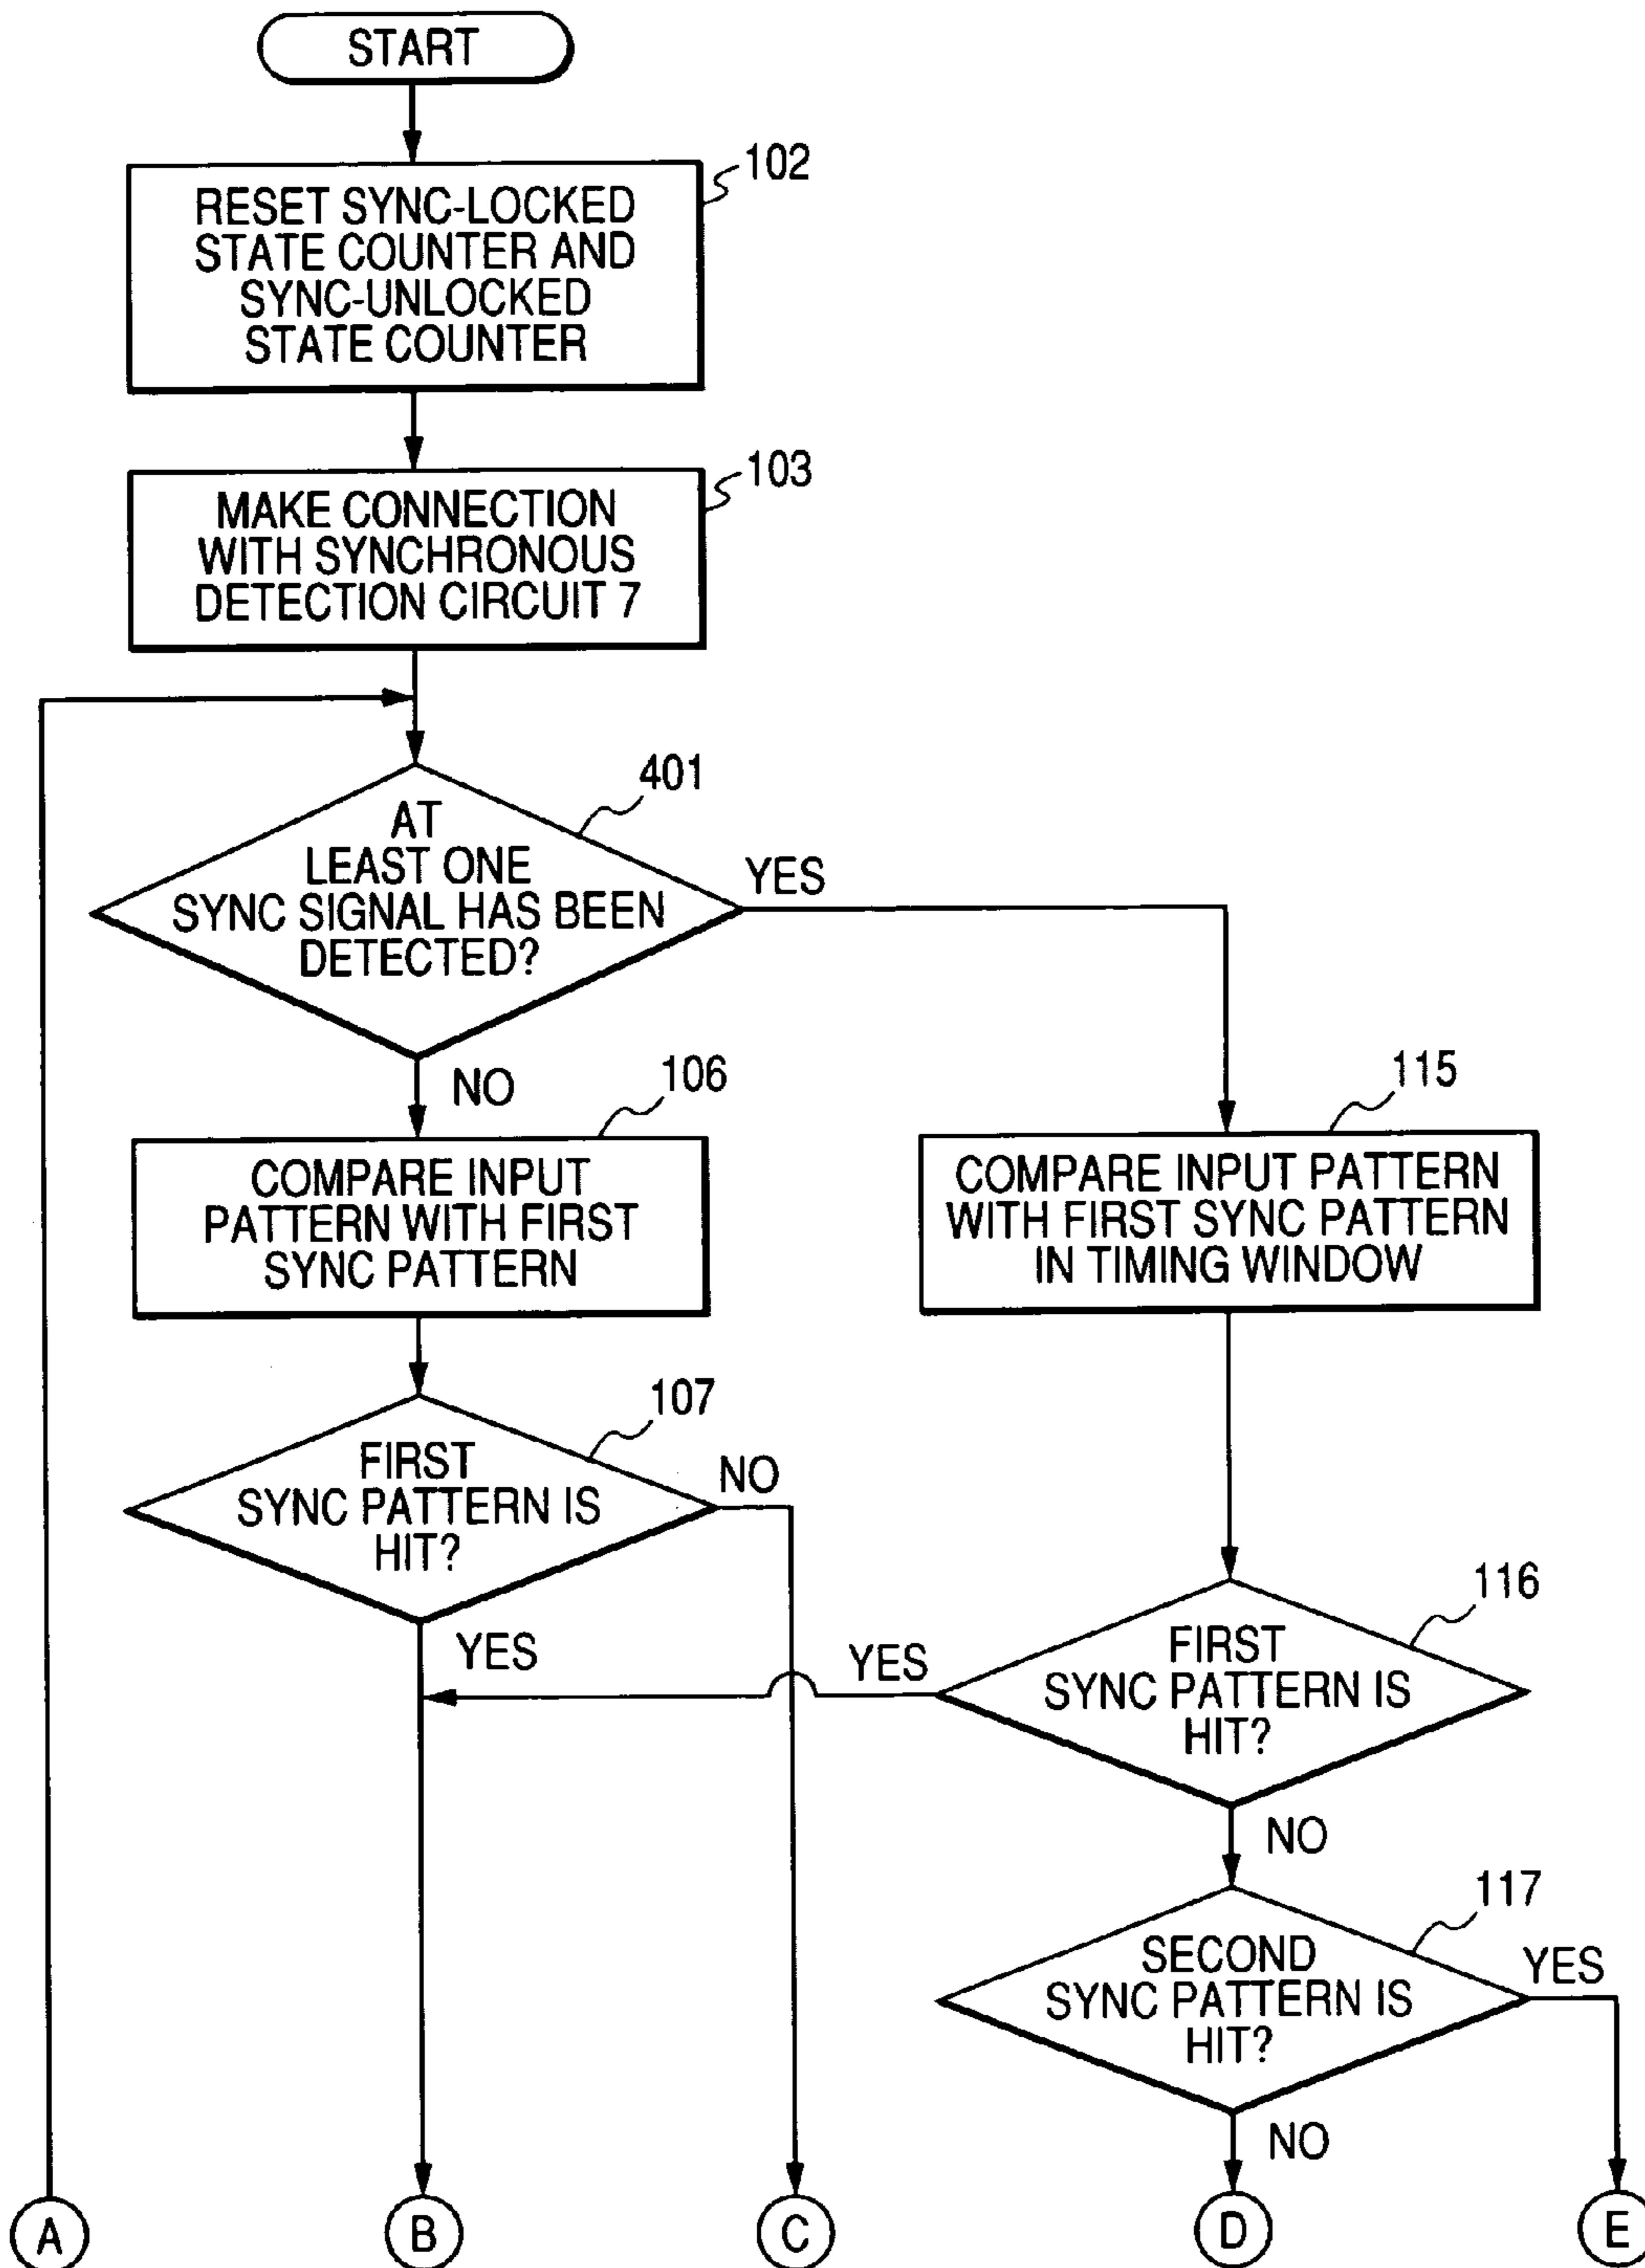 START
102
RESET SYNC-LOCKED
STATE COUNTER AND
SYNC-UNLOCKED
STATE COUNTER
103
MAKE CONNECTION
WITH SYNCHRONOUS
DETECTION CIRCUIT 7
401
AT
LEAST ONE
SYNC SIGNAL HAS BEEN
DETECTED?
YES
NO
106
COMPARE INPUT
PATTERN WITH FIRST
SYNC PATTERN
115
COMPARE INPUT PATTERN
WITH FIRST SYNC PATTERN
IN TIMING WINDOW
107
FIRST
SYNC PATTERN IS
HIT?
NO
YES
116
FIRST
SYNC PATTERN IS
HIT?
YES
NO
117
SECOND
SYNC PATTERN IS
HIT?
YES
NO
A
B
C
D
E